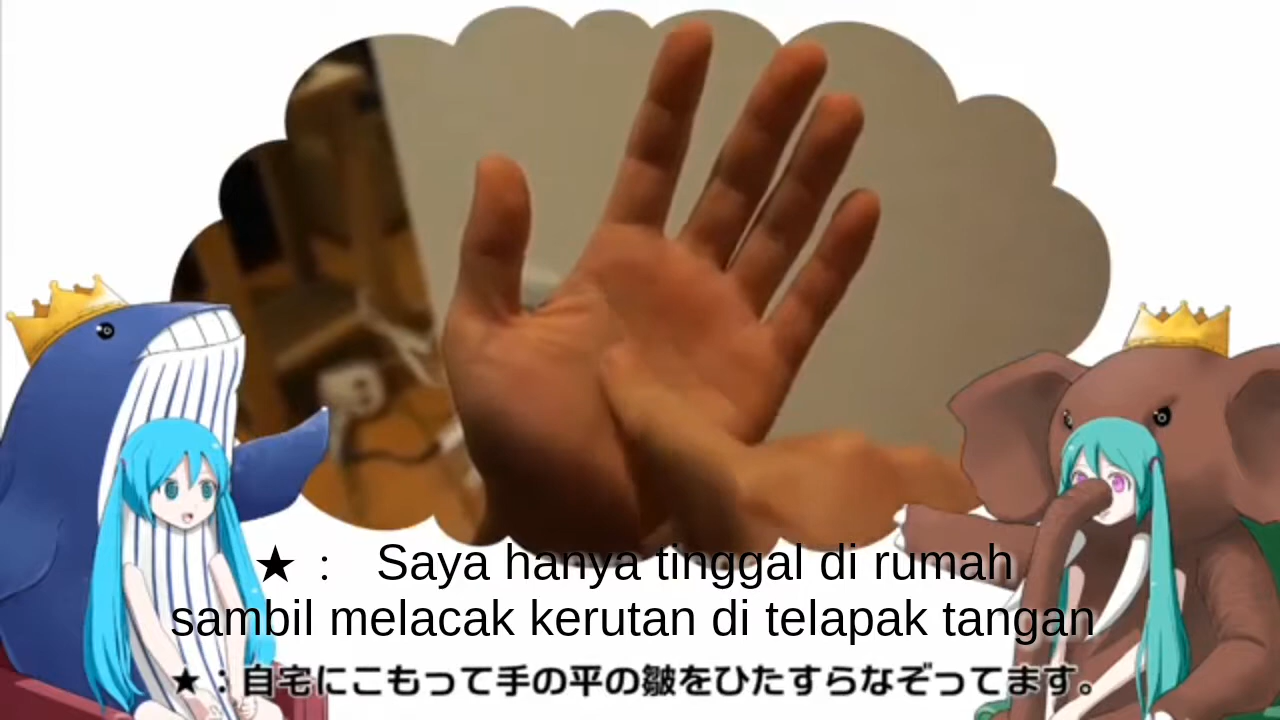 ★： Saya hanya tinggal di rumah
sambil melacak kerutan di telapak tangan
★：自宅にこもって手の平の皺をひたすらなぞってます。